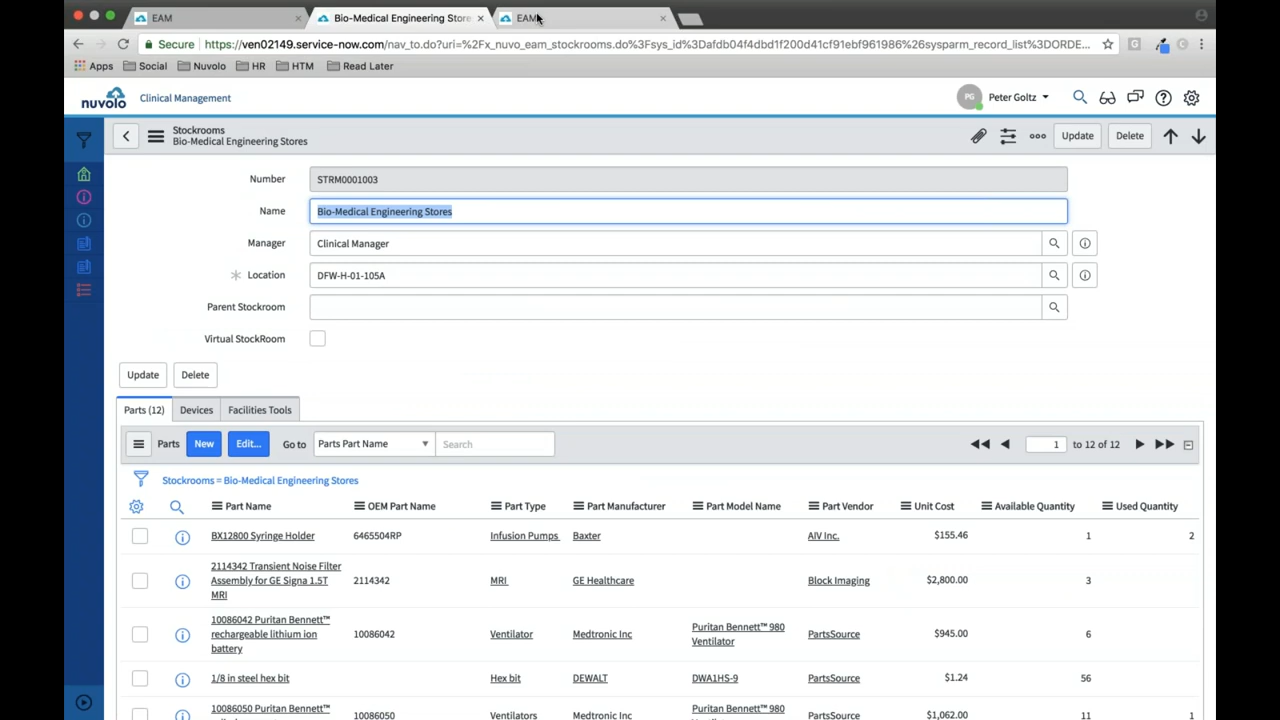 EAM
Bio-Medical Engineering Store
EAM
Secure
https://ven02149.service-now.com/nav_to.do?uri=%2Fx_nuvo_eam_stockrooms.do%3Fsys_id%3Dafdb04f4dbd1f200d41cf91ebf961986%26sysparm_record_list%3DORDE...
Apps Social Nuvolo HR HTM Read Later
nuvolo Clinical Management PG Peter Goltz
Stockrooms
Bio-Medical Engineering Stores
Update Delete
Number STRM0001003
Name Bio-Medical Engineering Stores
Manager Clinical Manager
Location DFW-H-01-105A
Parent Stockroom
Virtual StockRoom
Update Delete
Parts (12) Devices Facilities Tools
Parts New Edit... Go to Parts Part Name Search 1 to 12 of 12
Stockrooms = Bio-Medical Engineering Stores
Part Name OEM Part Name Part Type Part Manufacturer Part Model Name Part Vendor Unit Cost Available Quantity Used Quantity
BX12800 Syringe Holder 6465504RP Infusion Pumps Baxter AIV Inc. $155.46 1 2
2114342 Transient Noise Filter
Assembly for GE Signa 1.5T 2114342 MRI GE Healthcare Block Imaging $2,800.00 3
MRI
10086042 Puritan Bennett™
rechargeable lithium ion 10086042 Ventilator Medtronic Inc Puritan Bennett™ 980 PartsSource $945.00 6
battery Ventilator
1/8 in steel hex bit Hex bit DEWALT DWA1HS-9 PartsSource $1.24 56
10086050 Puritan Bennett™ 10086050 Ventilators Medtronic Inc Puritan Bennett™ 980 PartsSource $1,062.00 11 1